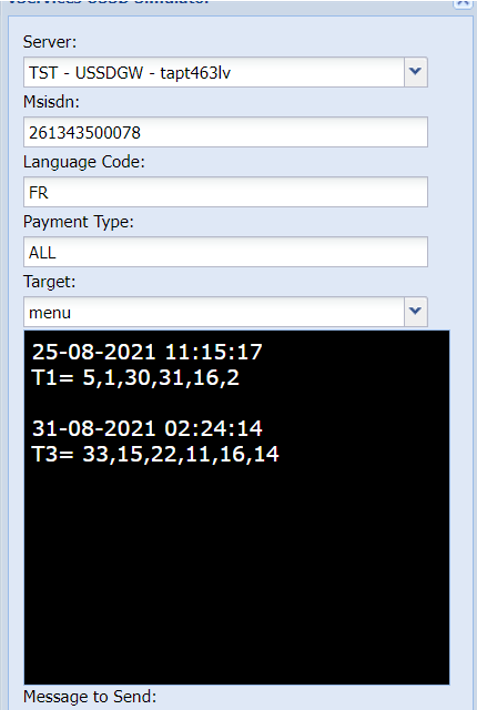 Server:
TST - USSDGW - tapt463lv
Msisdn:
261343500078
Language Code:
FR
Payment Type:
ALL
Target:
menu
25-08-2021 11:15:17
T1= 5,1,30,31,16,2
31-08-2021 02:24:14
T3= 33,15,22,11,16,14
Message to Send: